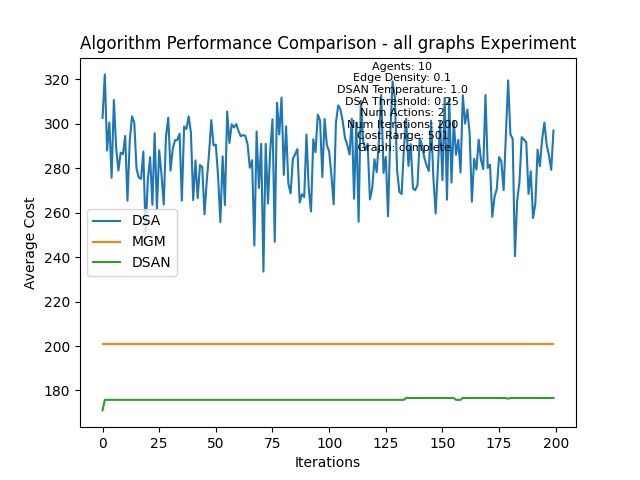 Algorithm Performance Comparison - all graphs Experiment
Agents: 10
Edge Density: 0.1
DSAN Temperature: 1.0
DSA Threshold: 0.25
Num Actions: 2
Num Iterations: 200
Cost Range: 501
Graph: complete
320
300
280
260
240
220
200
180
Average Cost
DSA
MGM
DSAN
0
25
50
75
100
125
150
175
200
Iterations